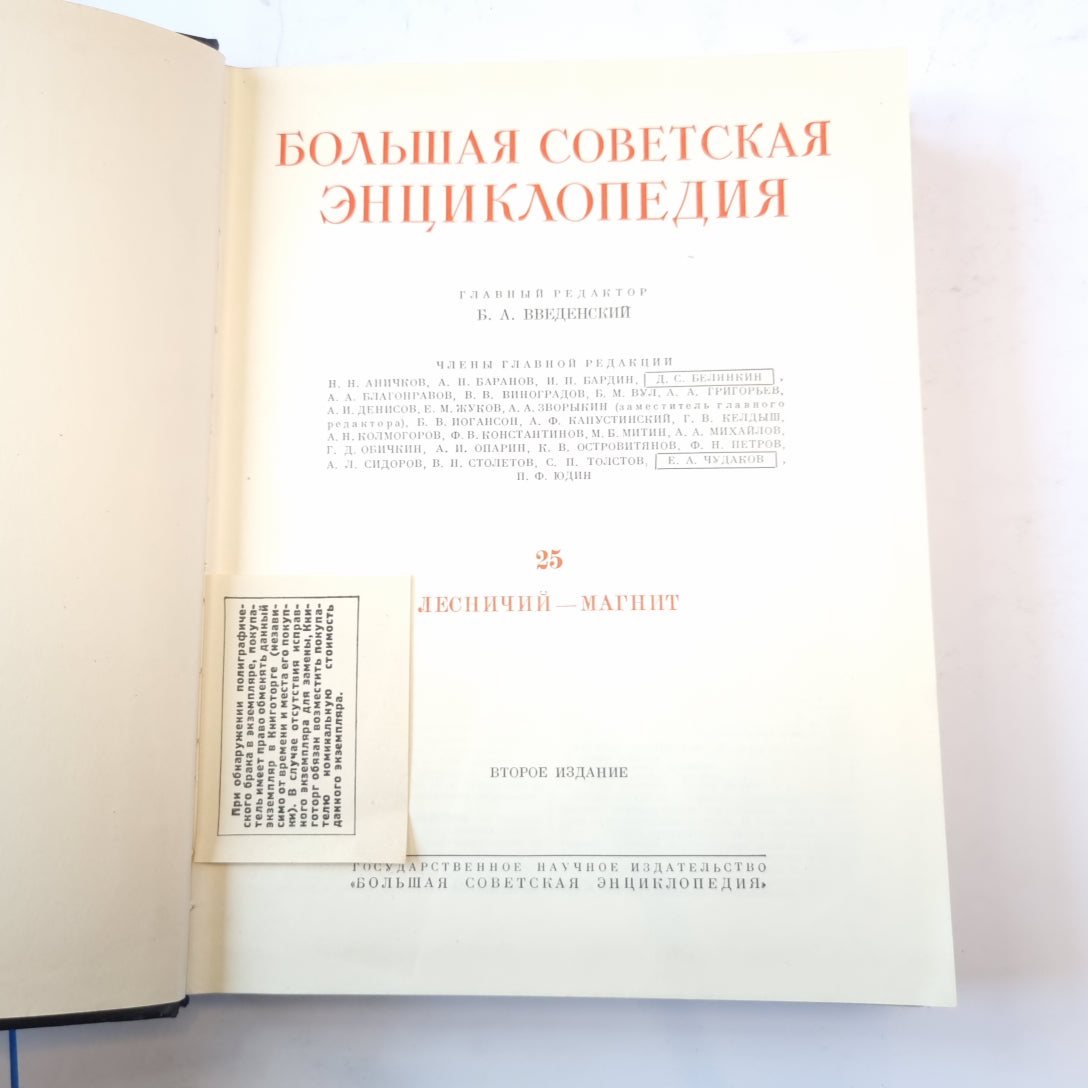 БОЛЬШАЯ СОВЕТСКАЯ
ЭНЦИКЛОПЕДИЯ
ГЛАВНЫЙ РЕДАКТОР
Б. А. ВВЕДЕНСКИЙ
ЧЛЕНЫ ГЛАВНОЙ РЕДАКЦИИ
Н. Н. АНИЧКОВ, А. Н. БАРАНОВ, И. П. БАРДИН, Д. С. БЕЛЯНКИН,
А. А. БЛАГОНРАВОВ, В. В. ВИНОГРАДОВ, Б. М. ВУЛ, А. А. ГРИГОРЬЕВ,
А. И. ДЕНИСОВ, Е. М. ЖУКОВ, А. А. ЗВОРЫКИН (заместитель главного
редактора), Б. В. ИОГАНСОН, А. Ф. КАПУСТИНСКИЙ, Г. В. КЕЛДЫШ,
А. Н. КОЛМОГОРОВ, Ф. В. КОНСТАНТИНОВ, М. Б. МИТИН, А. А. МИХАЙЛОВ,
Г. Д. ОБИЧКИН, А. И. ОПАРИН, К. В. ОСТРОВИТЯНОВ, Ф. Н. ПЕТРОВ,
А. Л. СИДОРОВ, В. Н. СТОЛЕТОВ, С. П. ТОЛСТОВ, Е. А. ЧУДАКОВ,
П. Ф. ЮДИН
25
ЛЕСНИЧИЙ — МАГНИТ
ВТОРОЕ ИЗДАНИЕ
ГОСУДАРСТВЕННОЕ НАУЧНОЕ ИЗДАТЕЛЬСТВО
«БОЛЬШАЯ СОВЕТСКАЯ ЭНЦИКЛОПЕДИЯ»
При обнаружении полиграфиче-
ского брака в экземпляре, покупа-
тель имеет право обменять данный
экземпляр в Книготорге (независи-
симо от времени и места его покуп-
ки). В случае отсутствия исправ-
ного экземпляра для замены, Кни-
готорг обязан возместить покупа-
телю номинальную стоимость
данного экземпляра.